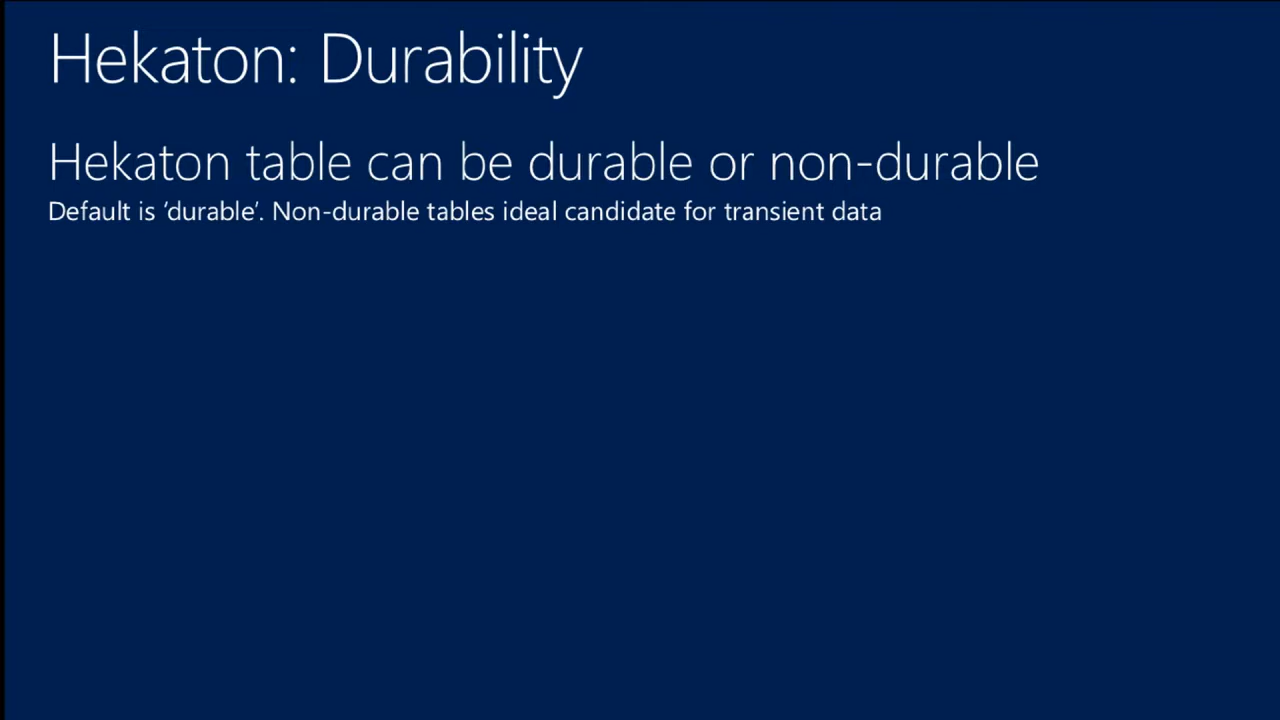 Hekaton: Durability
Hekaton table can be durable or non-durable
Default is ‘durable’. Non-durable tables ideal candidate for transient data